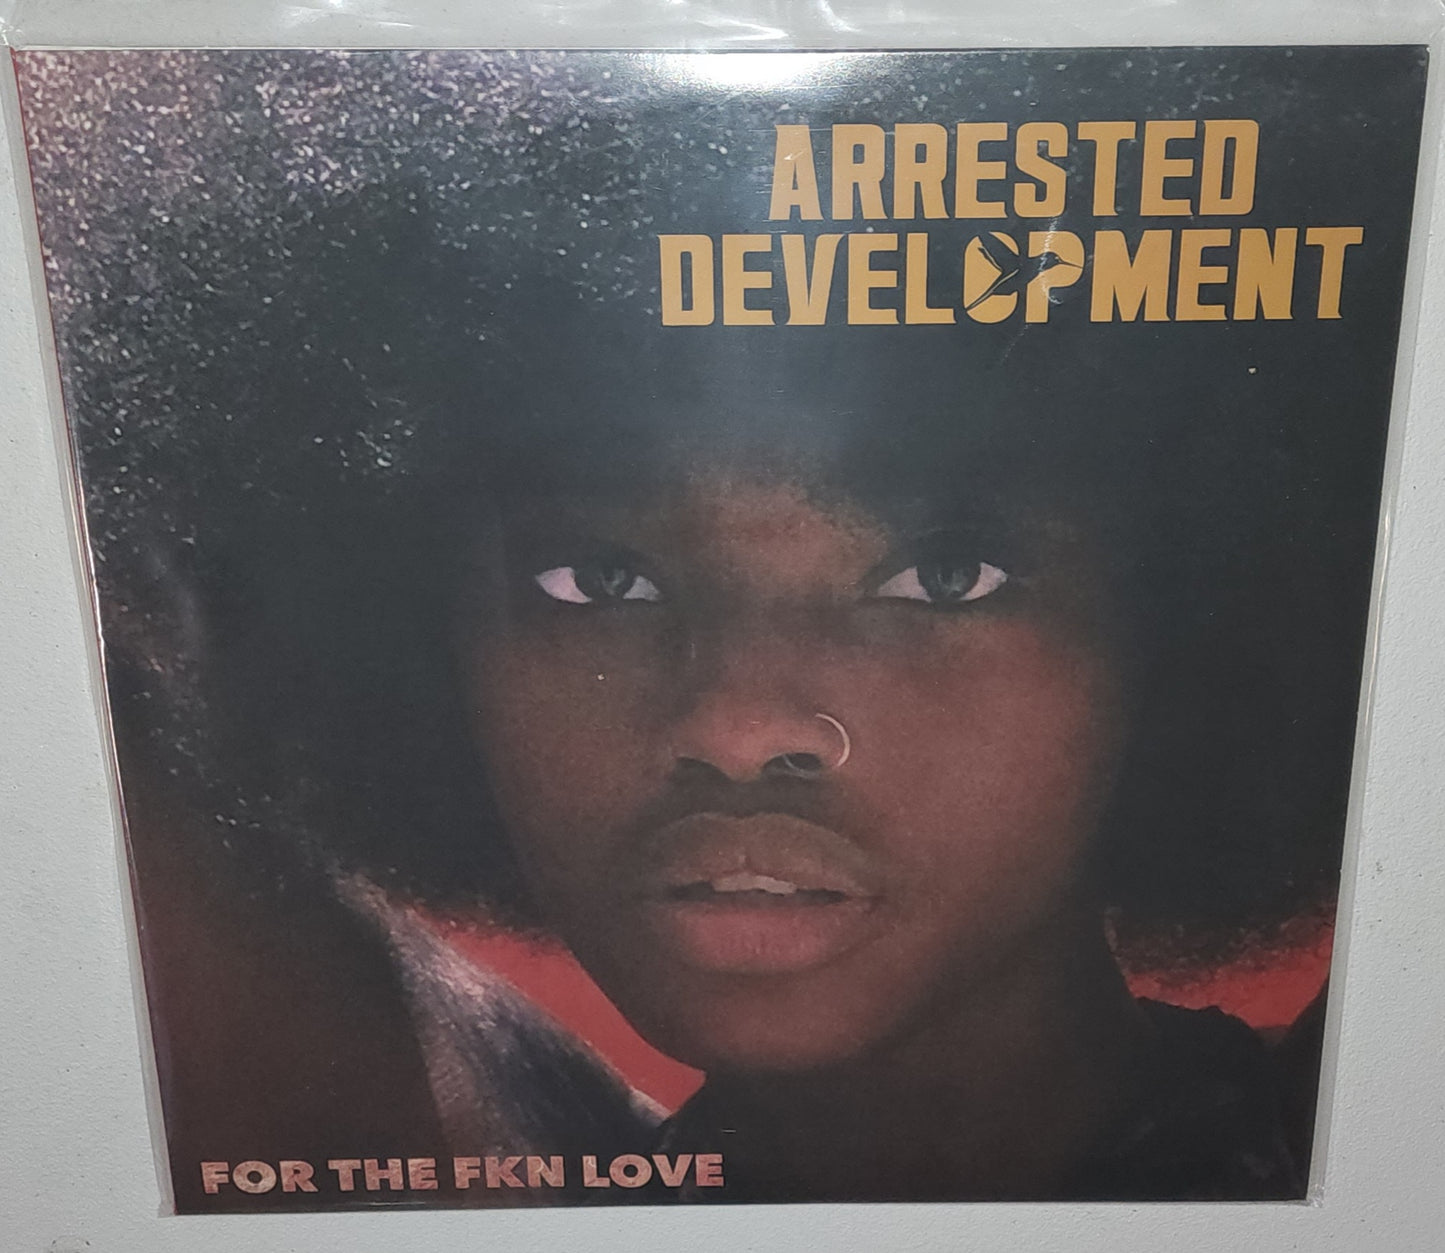 ARRESTED
DEVELOPMENT
FOR THE FKN LOVE